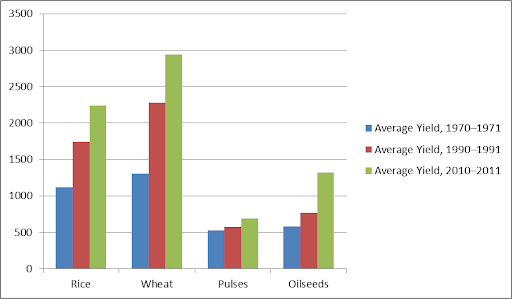 3500
3000
2500
2000
1500
1000
500
0
Rice Wheat Pulses Oilseeds
Average Yield, 1970–1971
Average Yield, 1990–1991
Average Yield, 2010–2011